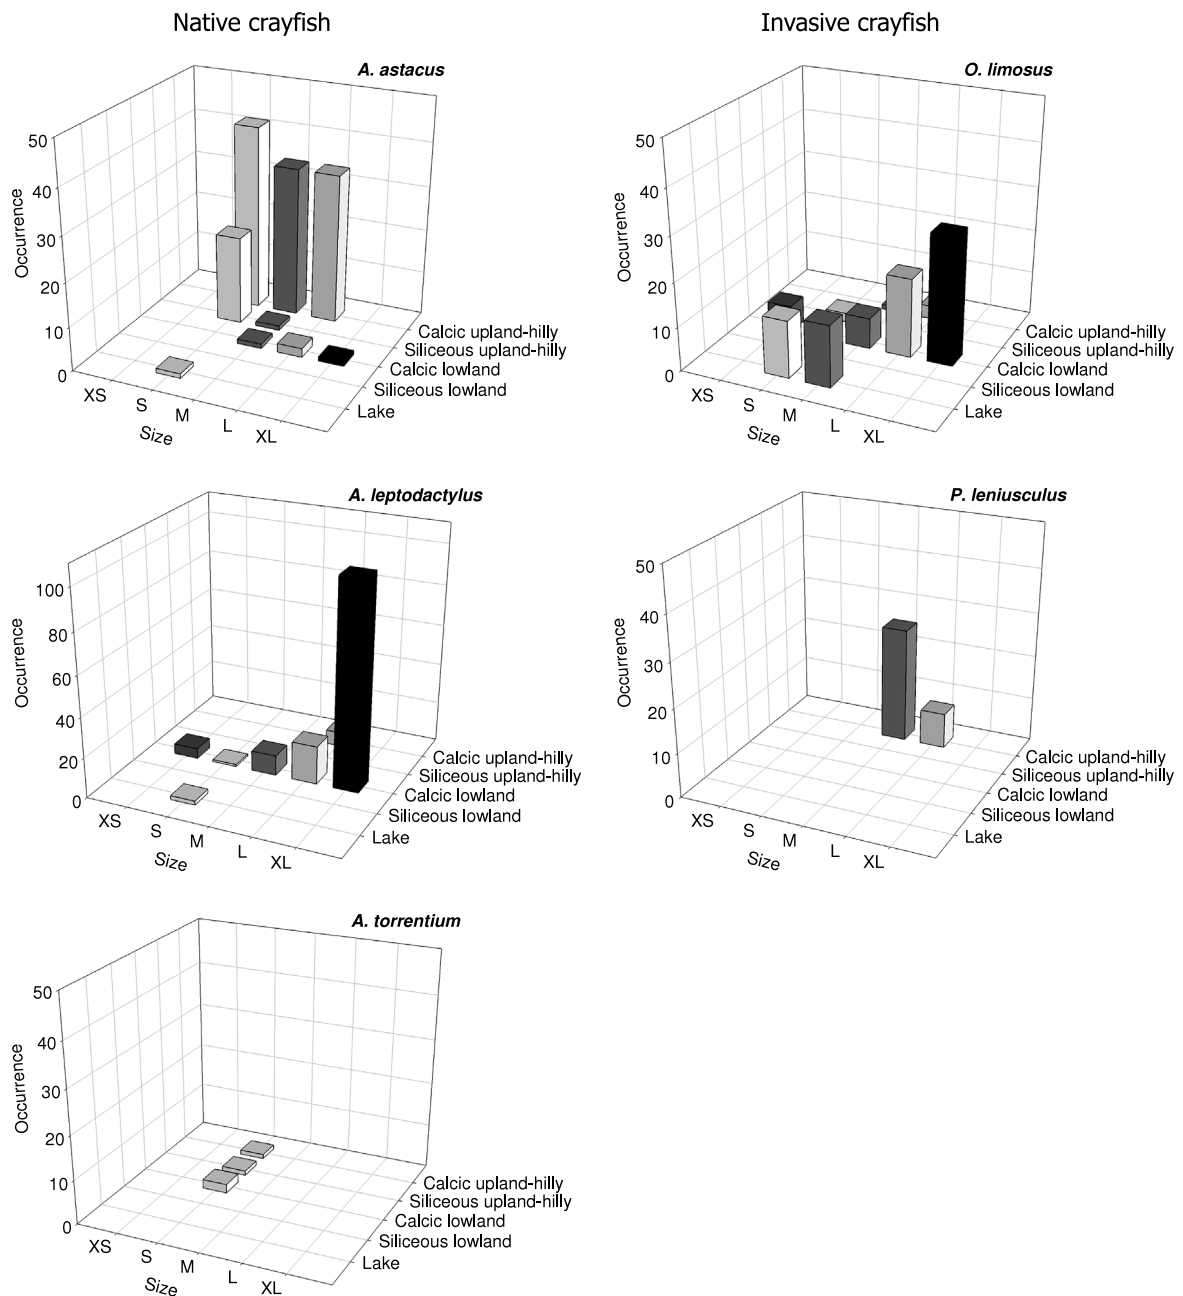 Native crayfish
Invasive crayfish
A. astacus
50
40
30
20
10
0
Occurrence
XS
S
M
L
XL
Size
Calcic upland-hilly
Siliceous upland-hilly
Calcic lowland
Siliceous lowland
Lake
O. limosus
50
40
30
20
10
0
Occurrence
XS
S
M
L
XL
Size
Calcic upland-hilly
Siliceous upland-hilly
Calcic lowland
Siliceous lowland
Lake
A. leptodactylus
100
80
60
40
20
0
Occurrence
XS
S
M
L
XL
Size
Calcic upland-hilly
Siliceous upland-hilly
Calcic lowland
Siliceous lowland
Lake
P. leniusculus
50
40
30
20
10
0
Occurrence
XS
S
M
L
XL
Size
Calcic upland-hilly
Siliceous upland-hilly
Calcic lowland
Siliceous lowland
Lake
A. torrentium
50
40
30
20
10
0
Occurrence
XS
S
M
L
XL
Size
Calcic upland-hilly
Siliceous upland-hilly
Calcic lowland
Siliceous lowland
Lake